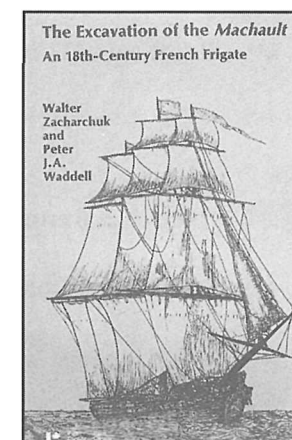 The Excavation of the Machault
An 18th-Century French Frigate
Walter
Zacharchuk
and
Peter
J.A.
Waddell